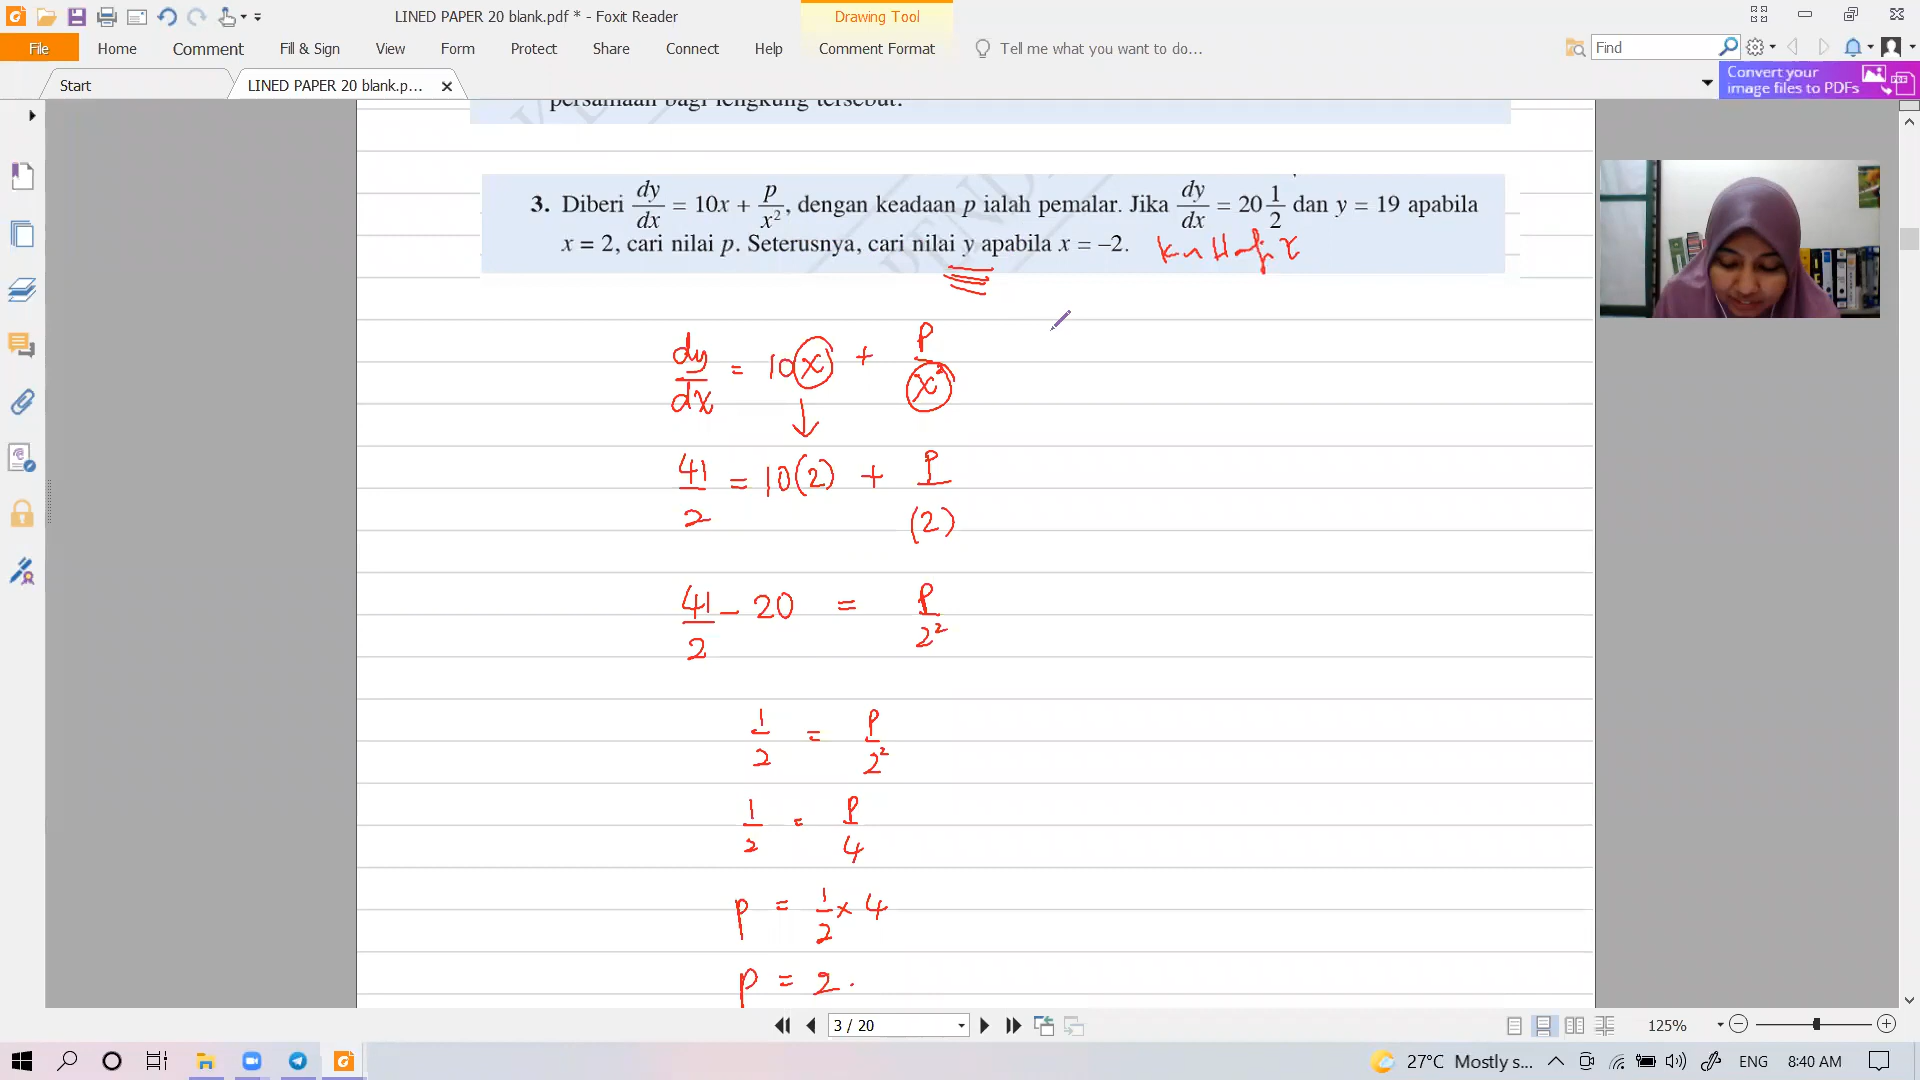 LINED PAPER 20 blank.pdf * - Foxit Reader
Drawing Tool
File Home Comment Fill & Sign View Form Protect Share Connect Help Comment Format Tell me what you want to do... Find
Start LINED PAPER 20 blank.p...
Convert your
image files to PDFs
persamaan bagi lengkung tersebut.
3. Diberi dy/dx = 10x + p/x², dengan keadaan p ialah pemalar. Jika dy/dx = 20 1/2 dan y = 19 apabila
x = 2, cari nilai p. Seterusnya, cari nilai y apabila x = –2.
dy/dx = 10x + p/x²
41/2 = 10(2) + p/(2)
41/2 - 20 = p/2²
1/2 = p/2²
1/2 = p/4
p = 1/2 × 4
p = 2.
3 / 20
125%
27°C Mostly s... ENG 8:40 AM